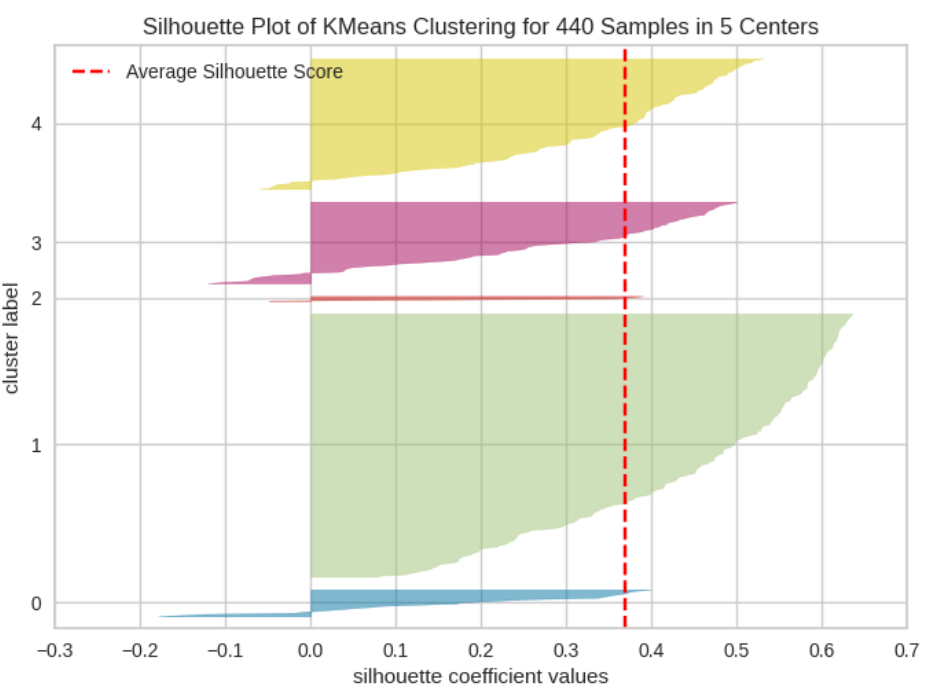 Silhouette Plot of KMeans Clustering for 440 Samples in 5 Centers
Average Silhouette Score
cluster label
4
3
2
1
0
−0.3 −0.2 −0.1 0.0 0.1 0.2 0.3 0.4 0.5 0.6 0.7
silhouette coefficient values